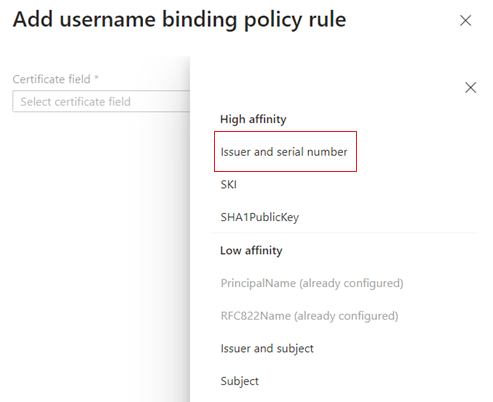 Add username binding policy rule
Certificate field *
Select certificate field
High affinity
Issuer and serial number
SKI
SHA1PublicKey
Low affinity
PrincipalName (already configured)
RFC822Name (already configured)
Issuer and subject
Subject